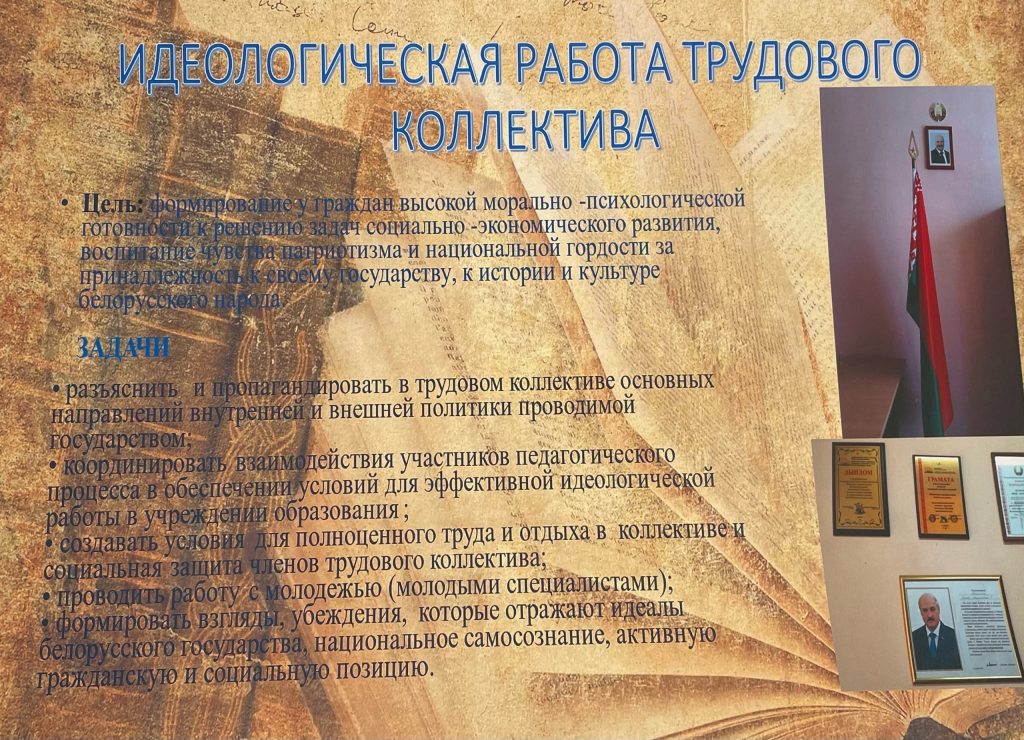 ИДЕОЛОГИЧЕСКАЯ РАБОТА ТРУДОВОГО
КОЛЛЕКТИВА
• Цель: формирование у граждан высокой морально -психологической
готовности к решению задач социально -экономического развития,
воспитание чувства патриотизма и национальной гордости за
принадлежность к своему государству, к истории и культуре
белорусского народа.
ЗАДАЧИ
• разъяснить и пропагандировать в трудовом коллективе основных
направлений внутренней и внешней политики проводимой
государством;
• координировать взаимодействия участников педагогического
процесса в обеспечении условий для эффективной идеологической
работы в учреждении образования ;
• создавать условия для полноценного труда и отдыха в коллективе и
социальная защита членов трудового коллектива;
• проводить работу с молодежью (молодыми специалистами);
• формировать взгляды, убеждения, которые отражают идеалы
белорусского государства, национальное самосознание, активную
гражданскую и социальную позицию.
ДЫПЛОМ
ГРАМАТА